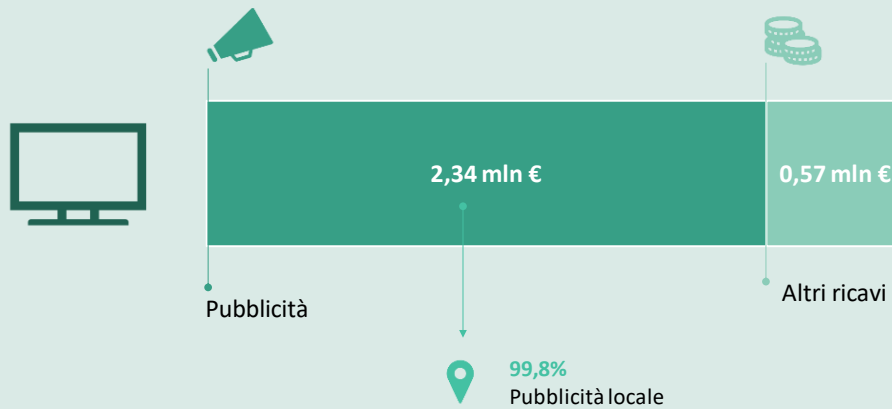 2,34 mln €
0,57 mln €
Pubblicità
Altri ricavi
99,8%
Pubblicità locale